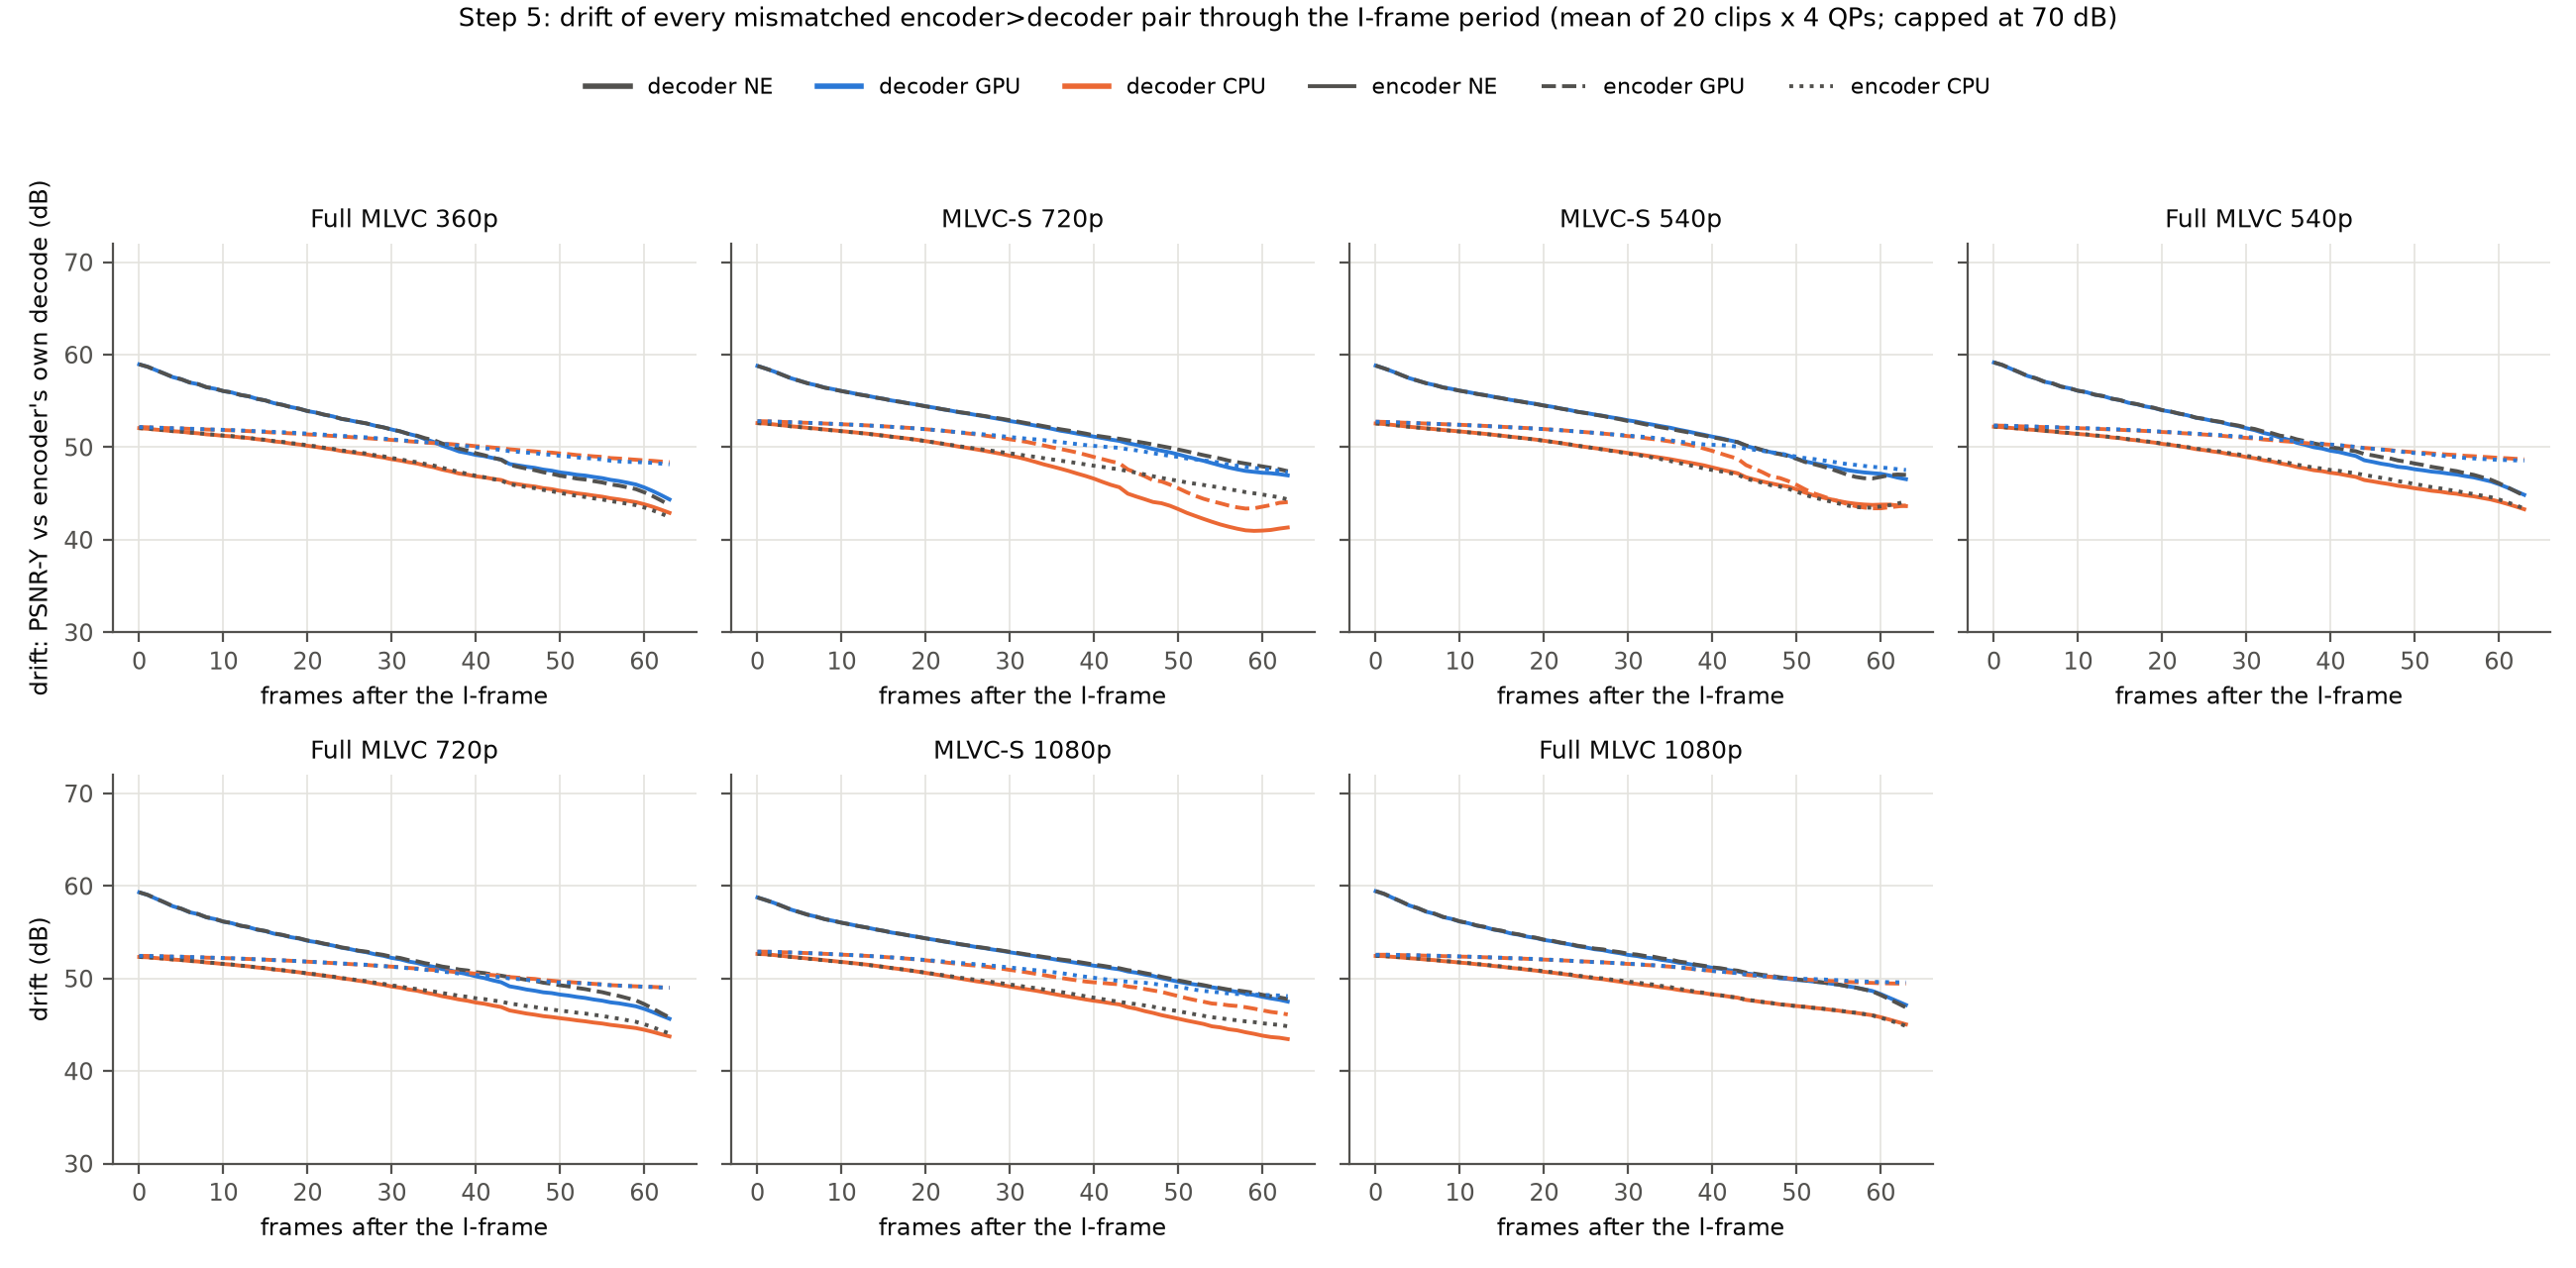 Step 5: drift of every mismatched encoder>decoder pair through the I-frame period (mean of 20 clips x 4 QPs; capped at 70 dB)
decoder NE decoder GPU decoder CPU encoder NE encoder GPU encoder CPU
drift: PSNR-Y vs encoder's own decode (dB)
Full MLVC 360p
70
60
50
40
30
0 10 20 30 40 50 60
frames after the I-frame
MLVC-S 720p
0 10 20 30 40 50 60
frames after the I-frame
MLVC-S 540p
0 10 20 30 40 50 60
frames after the I-frame
Full MLVC 540p
0 10 20 30 40 50 60
frames after the I-frame
drift (dB)
Full MLVC 720p
70
60
50
40
30
0 10 20 30 40 50 60
frames after the I-frame
MLVC-S 1080p
0 10 20 30 40 50 60
frames after the I-frame
Full MLVC 1080p
0 10 20 30 40 50 60
frames after the I-frame